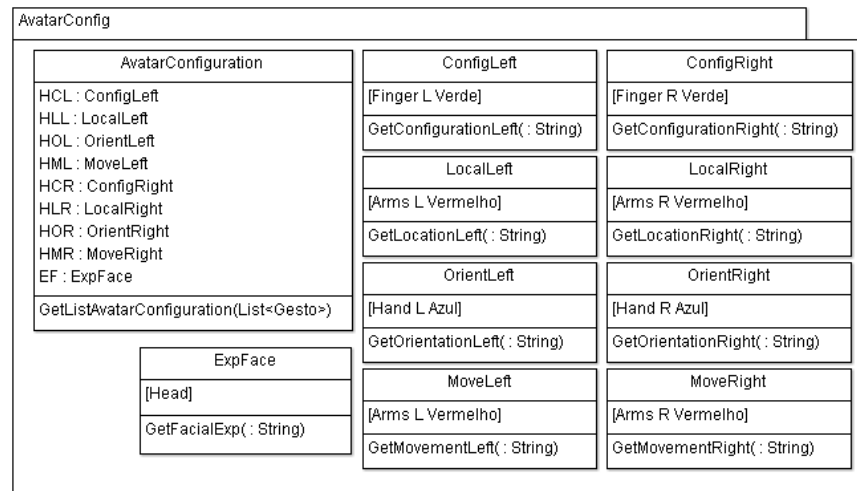 AvatarConfig
AvatarConfiguration
HCL : ConfigLeft
HLL : LocalLeft
HOL : OrientLeft
HML : MoveLeft
HCR : ConfigRight
HLR : LocalRight
HOR : OrientRight
HMR : MoveRight
EF : ExpFace
GetListAvatarConfiguration(List<Gesto>)
ExpFace
[Head]
GetFacialExp( : String)
ConfigLeft
[Finger L Verde]
GetConfigurationLeft( : String)
LocalLeft
[Arms L Vermelho]
GetLocationLeft( : String)
OrientLeft
[Hand L Azul]
GetOrientationLeft( : String)
MoveLeft
[Arms L Vermelho]
GetMovementLeft( : String)
ConfigRight
[Finger R Verde]
GetConfigurationRight( : String)
LocalRight
[Arms R Vermelho]
GetLocationRight( : String)
OrientRight
[Hand R Azul]
GetOrientationRight( : String)
MoveRight
[Arms R Vermelho]
GetMovementRight( : String)